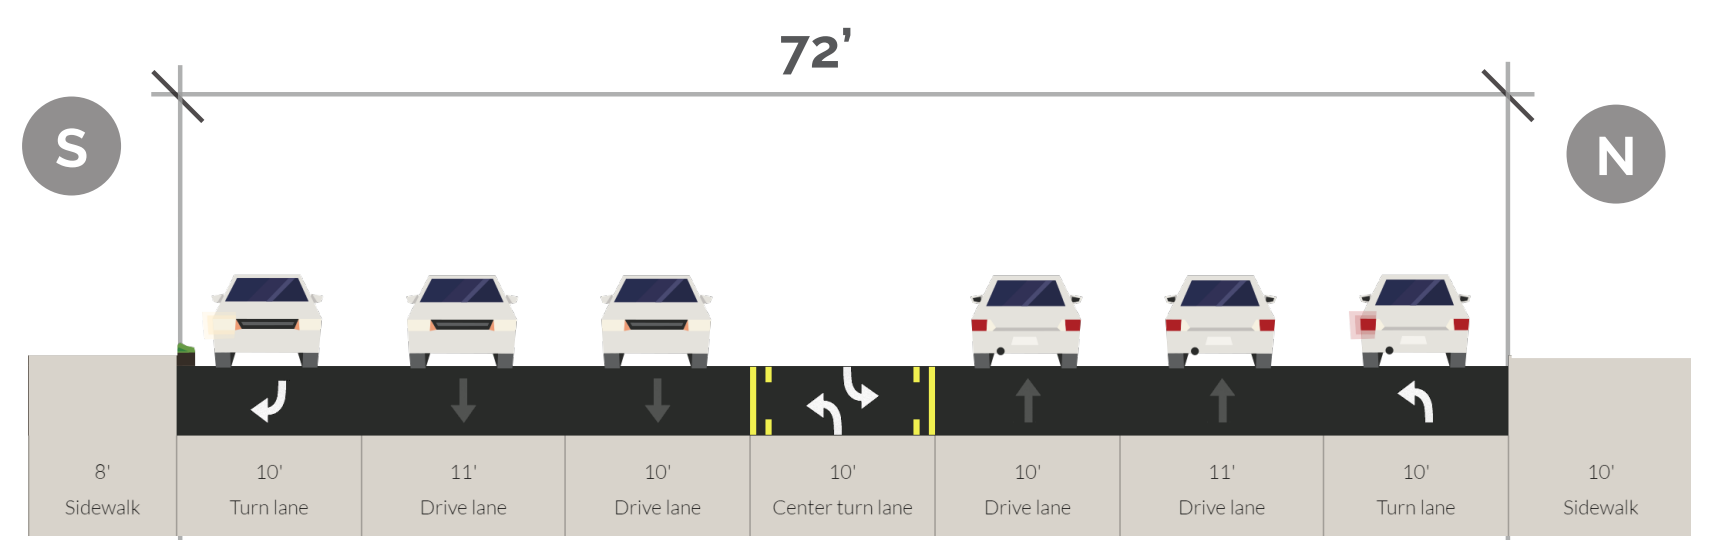 72’
S
N
8'
Sidewalk
10'
Turn lane
11'
Drive lane
10'
Drive lane
10'
Center turn lane
10'
Drive lane
11'
Drive lane
10'
Turn lane
10'
Sidewalk